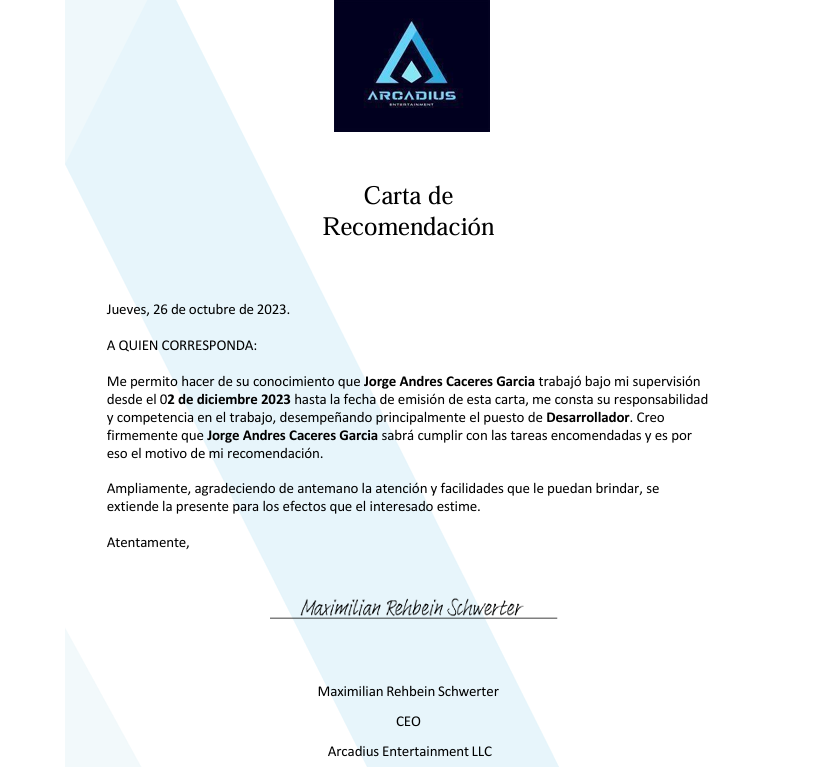 ARCADIUS
ENTERTAINMENT
Carta de
Recomendación
Jueves, 26 de octubre de 2023.
A QUIEN CORRESPONDA:
Me permito hacer de su conocimiento que Jorge Andres Caceres Garcia trabajó bajo mi supervisión
desde el 02 de diciembre 2023 hasta la fecha de emisión de esta carta, me consta su responsabilidad
y competencia en el trabajo, desempeñando principalmente el puesto de Desarrollador. Creo
firmemente que Jorge Andres Caceres Garcia sabrá cumplir con las tareas encomendadas y es por
eso el motivo de mi recomendación.
Ampliamente, agradeciendo de antemano la atención y facilidades que le puedan brindar, se
extiende la presente para los efectos que el interesado estime.
Atentamente,
Maximilian Rehbein Schwerter
Maximilian Rehbein Schwerter
CEO
Arcadius Entertainment LLC